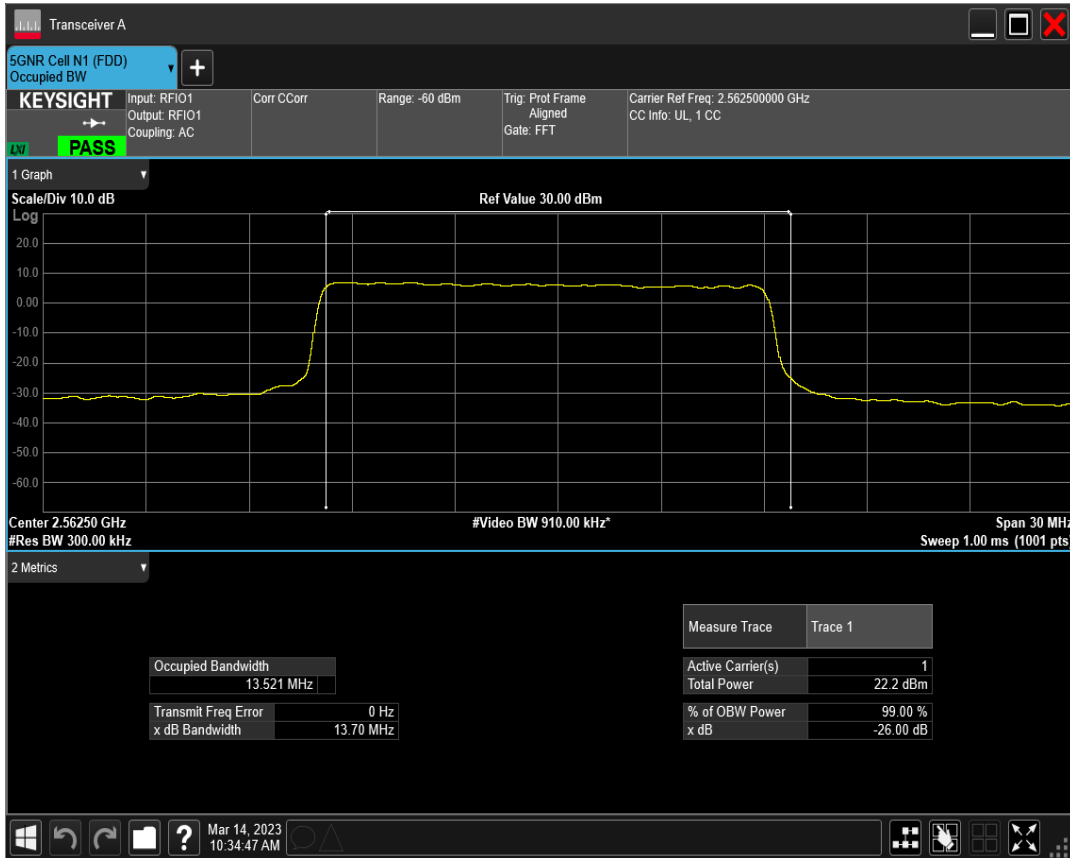 Transceiver A
5GNR Cell N1 (FDD)
Occupied BW
+
KEYSIGHT
LXI
PASS
Input: RFIO1
Output: RFIO1
Coupling: AC
Corr CCorr
Range: -60 dBm
Trig: Prot Frame
Aligned
Gate: FFT
Carrier Ref Freq: 2.562500000 GHz
CC Info: UL, 1 CC
1 Graph
Scale/Div 10.0 dB
Ref Value 30.00 dBm
Log
20.0
10.0
0.00
-10.0
-20.0
-30.0
-40.0
-50.0
-60.0
Center 2.56250 GHz
#Video BW 910.00 kHz*
Span 30 MHz
#Res BW 300.00 kHz
Sweep 1.00 ms (1001 pts)
2 Metrics
Measure Trace Trace 1
Occupied Bandwidth
13.521 MHz
Active Carrier(s) 1
Total Power 22.2 dBm
Transmit Freq Error 0 Hz
x dB Bandwidth 13.70 MHz
% of OBW Power 99.00 %
x dB -26.00 dB
?
Mar 14, 2023
10:34:47 AM